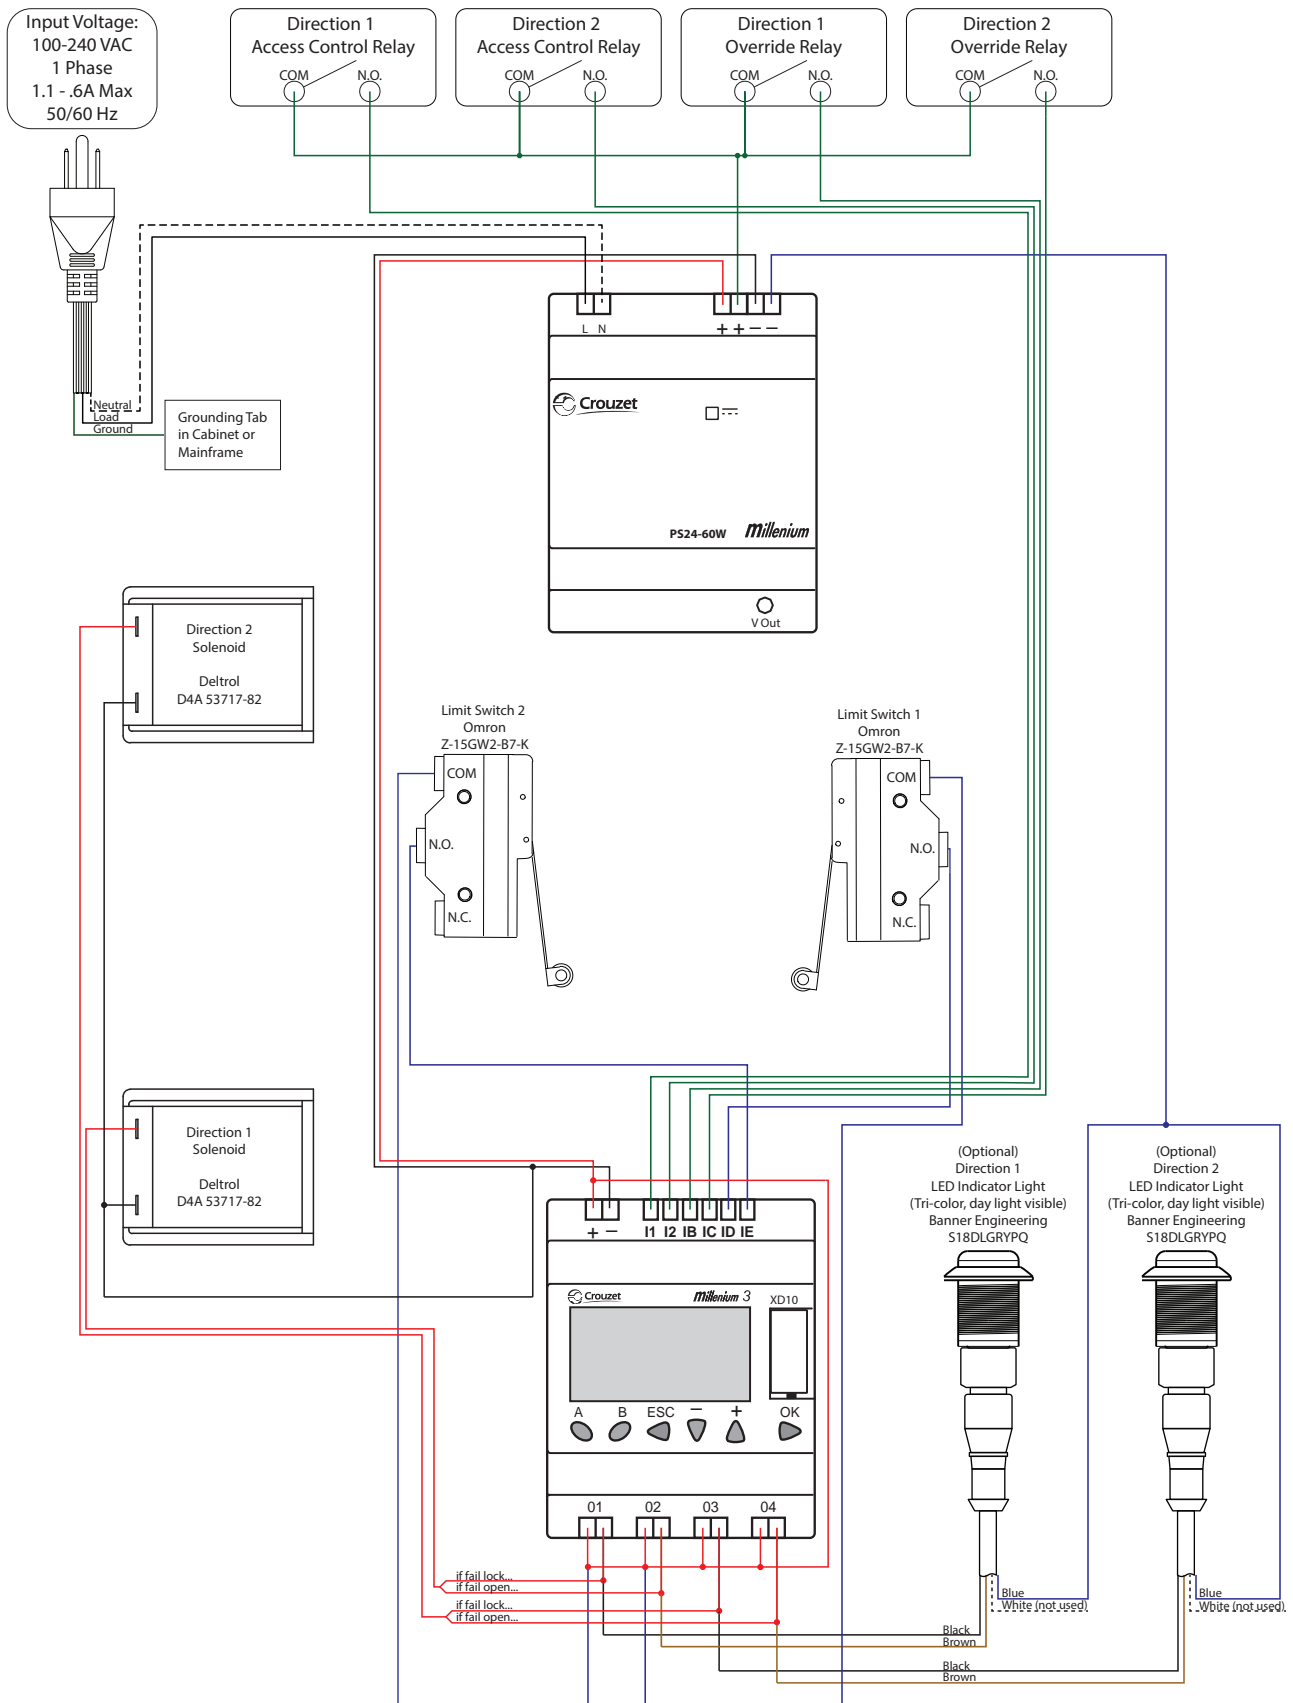 Input Voltage:
100-240 VAC
1 Phase
1.1 - .6A Max
50/60 Hz
Direction 1
Access Control Relay
COM N.O.
Direction 2
Access Control Relay
COM N.O.
Direction 1
Override Relay
COM N.O.
Direction 2
Override Relay
COM N.O.
Neutral
Load
Ground
Grounding Tab
in Cabinet or
Mainframe
L N + + − −
Crouzet
PS24-60W millenium
V Out
Direction 2
Solenoid
Deltrol
D4A 53717-82
Limit Switch 2
Omron
Z-15GW2-B7-K
COM
N.O.
N.C.
Limit Switch 1
Omron
Z-15GW2-B7-K
COM
N.O.
N.C.
Direction 1
Solenoid
Deltrol
D4A 53717-82
+ − I1 I2 IB IC ID IE
Crouzet millenium 3 XD10
A B ESC − + OK
01 02 03 04
(Optional)
Direction 1
LED Indicator Light
(Tri-color, day light visible)
Banner Engineering
S18DLGRYPQ
(Optional)
Direction 2
LED Indicator Light
(Tri-color, day light visible)
Banner Engineering
S18DLGRYPQ
if fail lock...
if fail open...
if fail lock...
if fail open...
Blue
White (not used)
Blue
White (not used)
Black
Brown
Black
Brown